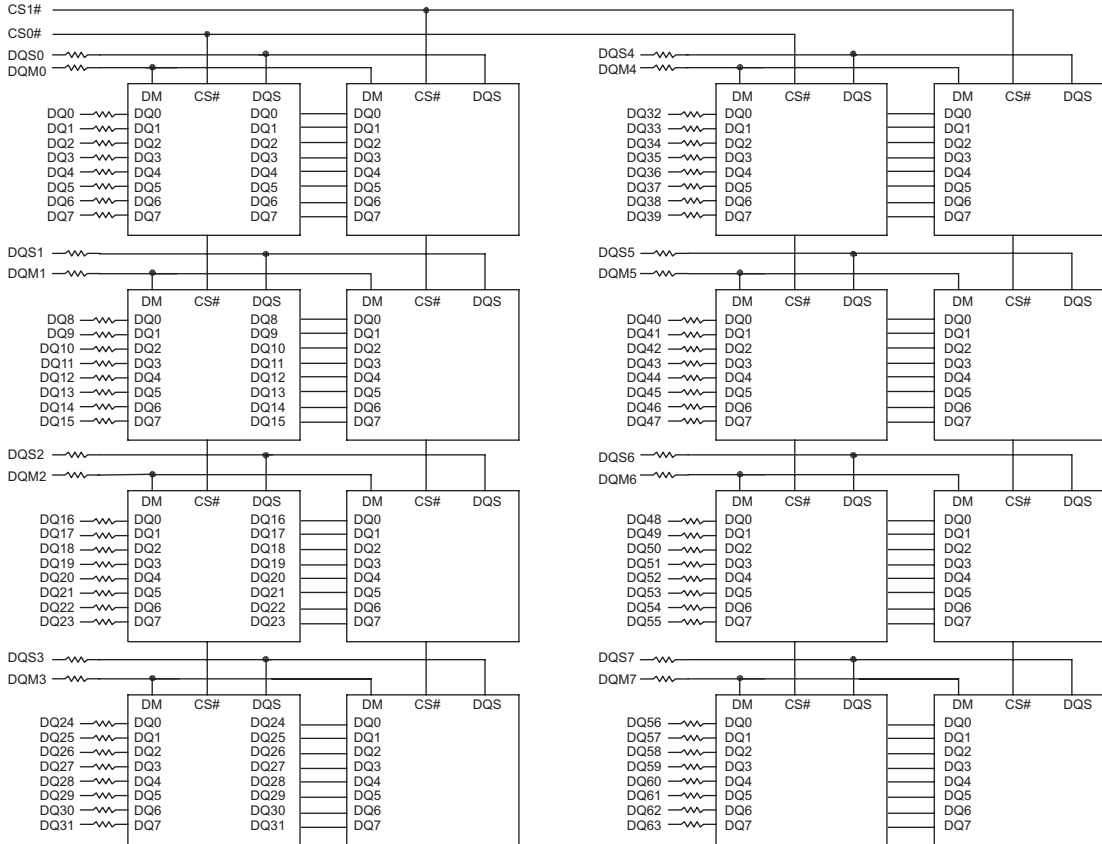 CS1#
CS0#
DQS0 DQS4
DQM0 DQM4
DM CS# DQS DM CS# DQS DM CS# DQS DM CS# DQS
DQ0 DQ0 DQ0 DQ0 DQ32 DQ0 DQ0
DQ1 DQ1 DQ1 DQ1 DQ33 DQ1 DQ1
DQ2 DQ2 DQ2 DQ2 DQ34 DQ2 DQ2
DQ3 DQ3 DQ3 DQ3 DQ35 DQ3 DQ3
DQ4 DQ4 DQ4 DQ4 DQ36 DQ4 DQ4
DQ5 DQ5 DQ5 DQ5 DQ37 DQ5 DQ5
DQ6 DQ6 DQ6 DQ6 DQ38 DQ6 DQ6
DQ7 DQ7 DQ7 DQ7 DQ39 DQ7 DQ7
DQS1 DQS5
DQM1 DQM5
DM CS# DQS DM CS# DQS DM CS# DQS DM CS# DQS
DQ8 DQ0 DQ8 DQ0 DQ40 DQ0 DQ0
DQ9 DQ1 DQ9 DQ1 DQ41 DQ1 DQ1
DQ10 DQ2 DQ10 DQ2 DQ42 DQ2 DQ2
DQ11 DQ3 DQ11 DQ3 DQ43 DQ3 DQ3
DQ12 DQ4 DQ12 DQ4 DQ44 DQ4 DQ4
DQ13 DQ5 DQ13 DQ5 DQ45 DQ5 DQ5
DQ14 DQ6 DQ14 DQ6 DQ46 DQ6 DQ6
DQ15 DQ7 DQ15 DQ7 DQ47 DQ7 DQ7
DQS2 DQS6
DQM2 DQM6
DM CS# DQS DM CS# DQS DM CS# DQS DM CS# DQS
DQ16 DQ0 DQ16 DQ0 DQ48 DQ0 DQ0
DQ17 DQ1 DQ17 DQ1 DQ49 DQ1 DQ1
DQ18 DQ2 DQ18 DQ2 DQ50 DQ2 DQ2
DQ19 DQ3 DQ19 DQ3 DQ51 DQ3 DQ3
DQ20 DQ4 DQ20 DQ4 DQ52 DQ4 DQ4
DQ21 DQ5 DQ21 DQ5 DQ53 DQ5 DQ5
DQ22 DQ6 DQ22 DQ6 DQ54 DQ6 DQ6
DQ23 DQ7 DQ23 DQ7 DQ55 DQ7 DQ7
DQS3 DQS7
DQM3 DQM7
DM CS# DQS DM CS# DQS DM CS# DQS DM CS# DQS
DQ24 DQ0 DQ24 DQ0 DQ56 DQ0 DQ0
DQ25 DQ1 DQ25 DQ1 DQ57 DQ1 DQ1
DQ26 DQ2 DQ26 DQ2 DQ58 DQ2 DQ2
DQ27 DQ3 DQ27 DQ3 DQ59 DQ3 DQ3
DQ28 DQ4 DQ28 DQ4 DQ60 DQ4 DQ4
DQ29 DQ5 DQ29 DQ5 DQ61 DQ5 DQ5
DQ30 DQ6 DQ30 DQ6 DQ62 DQ6 DQ6
DQ31 DQ7 DQ31 DQ7 DQ63 DQ7 DQ7